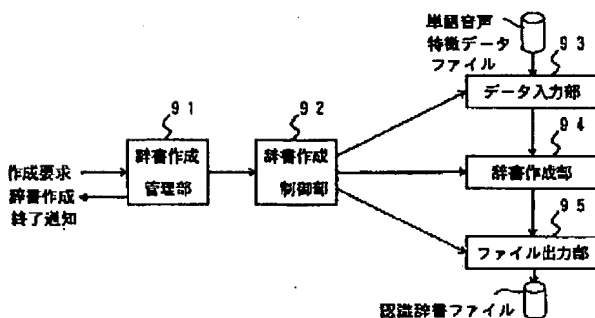 単語音声
特徴データ
ファイル
93
データ入力部
91
92
94
作成要求
辞書作成
終了通知
辞書作成
管理部
辞書作成
制御部
辞書作成部
95
ファイル出力部
認識辞書ファイル